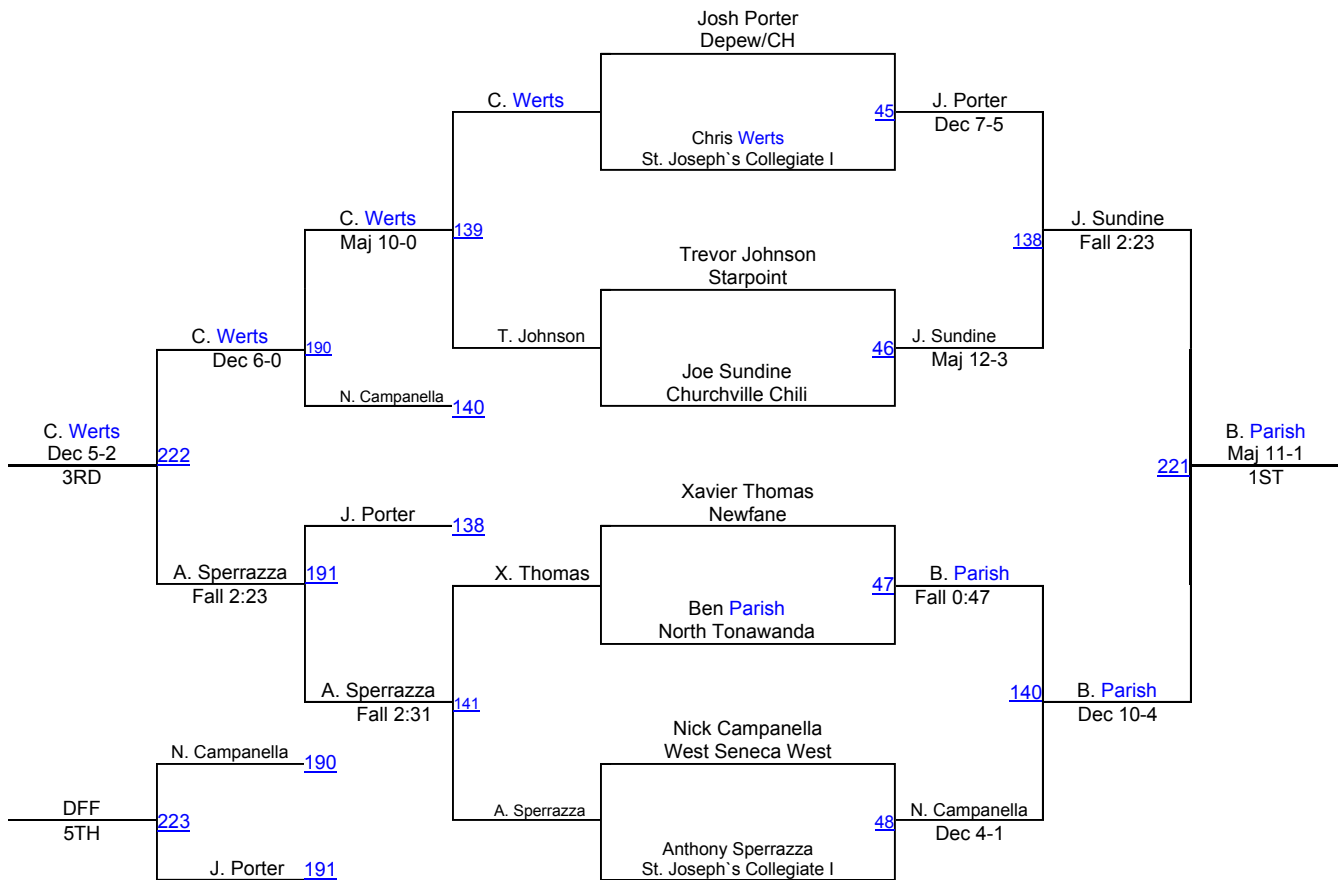 Josh Porter
Depew/CH
C. Werts
45
J. Porter
Dec 7-5
Chris Werts
St. Joseph`s Collegiate I
C. Werts
Maj 10-0
139
J. Sundine
Fall 2:23
138
Trevor Johnson
Starpoint
C. Werts
Dec 6-0
190
T. Johnson
46
J. Sundine
Maj 12-3
Joe Sundine
Churchville Chili
N. Campanella
140
C. Werts
Dec 5-2
3RD
222
B. Parish
Maj 11-1
1ST
221
Xavier Thomas
Newfane
J. Porter
138
A. Sperrazza
Fall 2:23
191
X. Thomas
47
B. Parish
Fall 0:47
Ben Parish
North Tonawanda
A. Sperrazza
Fall 2:31
141
140
B. Parish
Dec 10-4
Nick Campanella
West Seneca West
N. Campanella
190
DFF
5TH
223
A. Sperrazza
48
N. Campanella
Dec 4-1
Anthony Sperrazza
St. Joseph`s Collegiate I
J. Porter
191